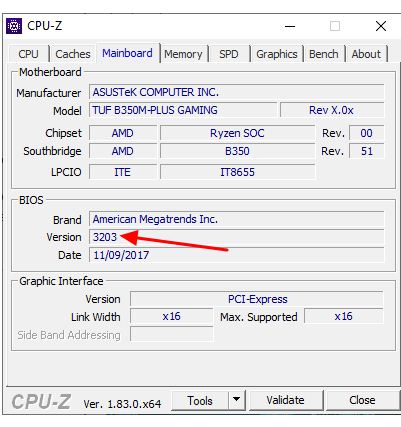 CPU-Z
CPU Caches Mainboard Memory SPD Graphics Bench About
Motherboard
Manufacturer ASUSTeK COMPUTER INC.
Model TUF B350M-PLUS GAMING Rev X.0x
Chipset AMD Ryzen SOC Rev. 00
Southbridge AMD B350 Rev. 51
LPCIO ITE IT8655
BIOS
Brand American Megatrends Inc.
Version 3203
Date 11/09/2017
Graphic Interface
Version PCI-Express
Link Width x16 Max. Supported x16
Side Band Addressing
CPU-Z Ver. 1.83.0.x64 Tools Validate Close